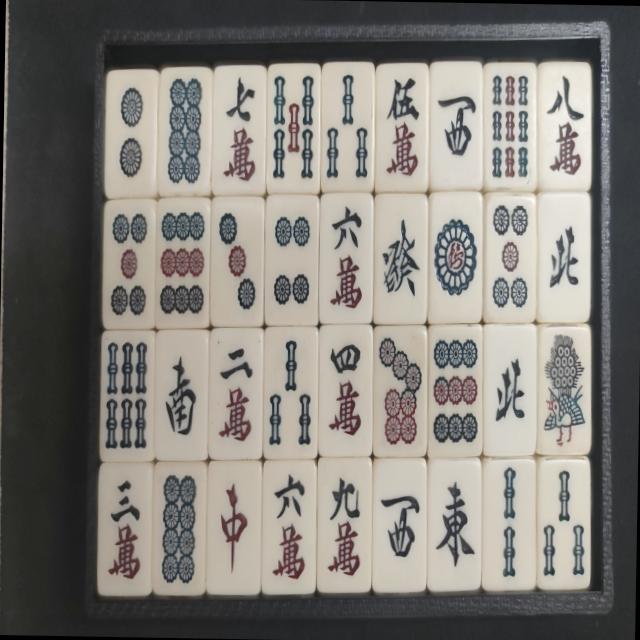 七萬 伍萬 西 八萬
六萬 發 北
南 二萬 四萬 北
三萬 中 六萬 九萬 西 東